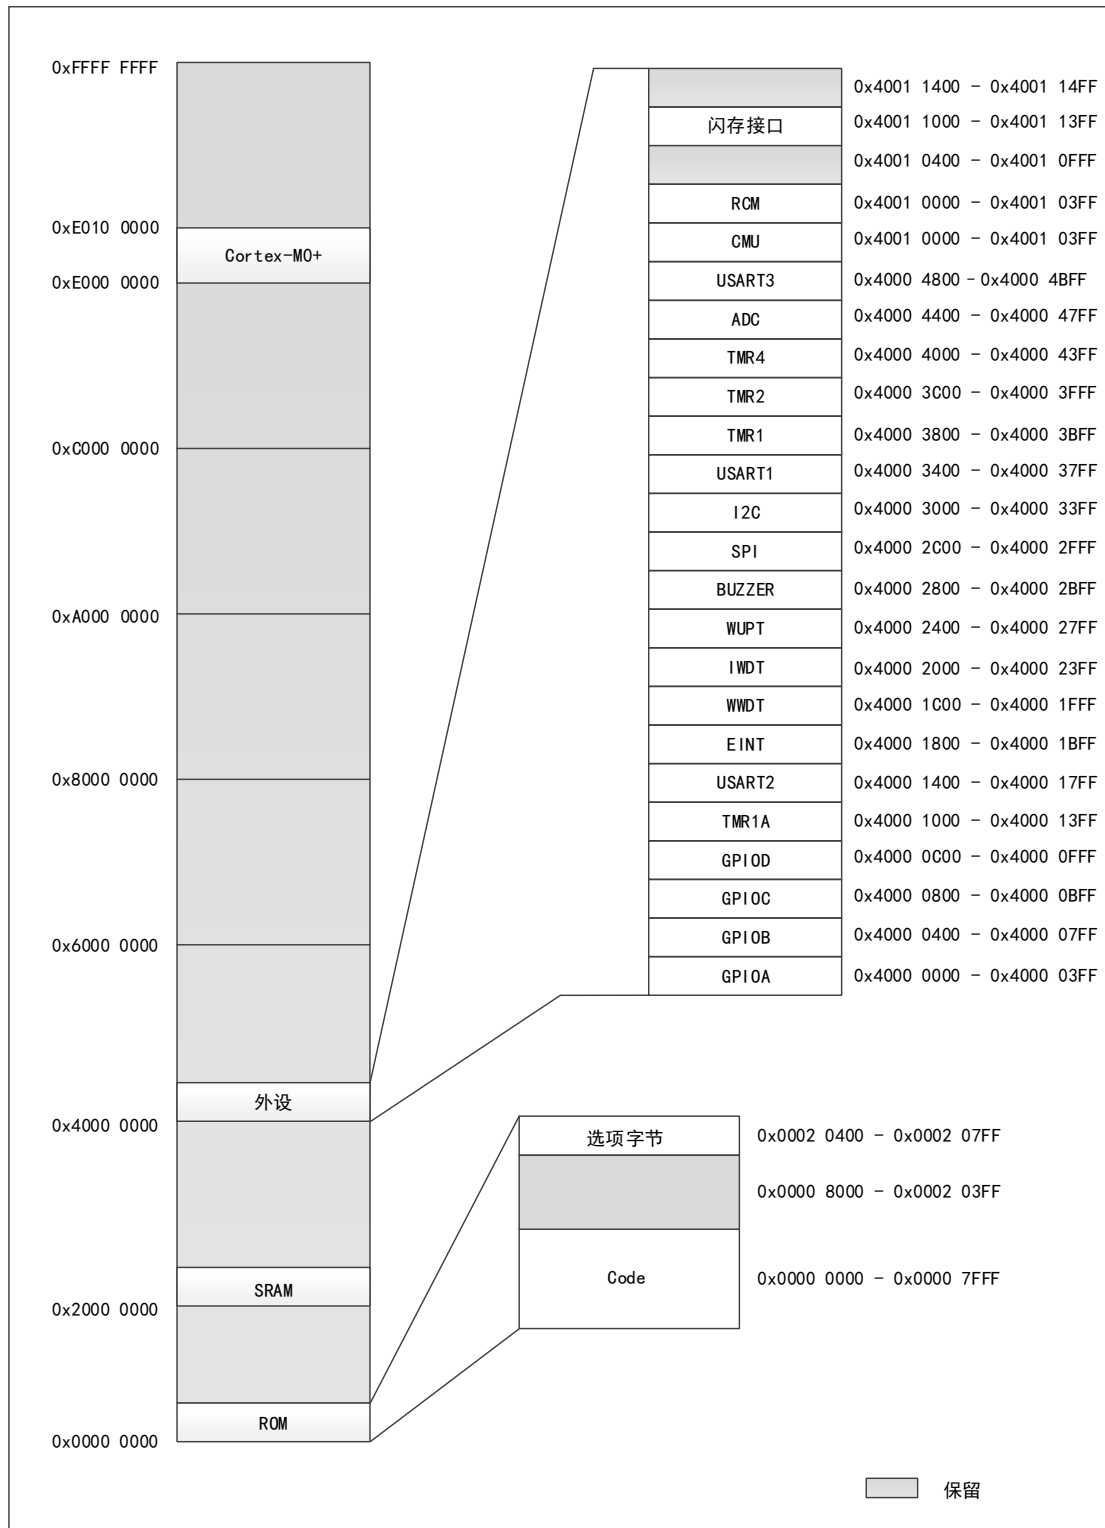 0xFFFF FFFF
0xE010 0000
Cortex-M0+
0xE000 0000
0xC000 0000
0xA000 0000
0x8000 0000
0x6000 0000
外设
0x4000 0000
SRAM
0x2000 0000
ROM
0x0000 0000
0x4001 1400 - 0x4001 14FF
闪存接口 0x4001 1000 - 0x4001 13FF
0x4001 0400 - 0x4001 0FFF
RCM 0x4001 0000 - 0x4001 03FF
CMU 0x4001 0000 - 0x4001 03FF
USART3 0x4000 4800 - 0x4000 4BFF
ADC 0x4000 4400 - 0x4000 47FF
TMR4 0x4000 4000 - 0x4000 43FF
TMR2 0x4000 3C00 - 0x4000 3FFF
TMR1 0x4000 3800 - 0x4000 3BFF
USART1 0x4000 3400 - 0x4000 37FF
I2C 0x4000 3000 - 0x4000 33FF
SPI 0x4000 2C00 - 0x4000 2FFF
BUZZER 0x4000 2800 - 0x4000 2BFF
WUPT 0x4000 2400 - 0x4000 27FF
IWDT 0x4000 2000 - 0x4000 23FF
WWDT 0x4000 1C00 - 0x4000 1FFF
EINT 0x4000 1800 - 0x4000 1BFF
USART2 0x4000 1400 - 0x4000 17FF
TMR1A 0x4000 1000 - 0x4000 13FF
GPIOD 0x4000 0C00 - 0x4000 0FFF
GPIOC 0x4000 0800 - 0x4000 0BFF
GPIOB 0x4000 0400 - 0x4000 07FF
GPIOA 0x4000 0000 - 0x4000 03FF
选项字节 0x0002 0400 - 0x0002 07FF
0x0000 8000 - 0x0002 03FF
Code 0x0000 0000 - 0x0000 7FFF
保留